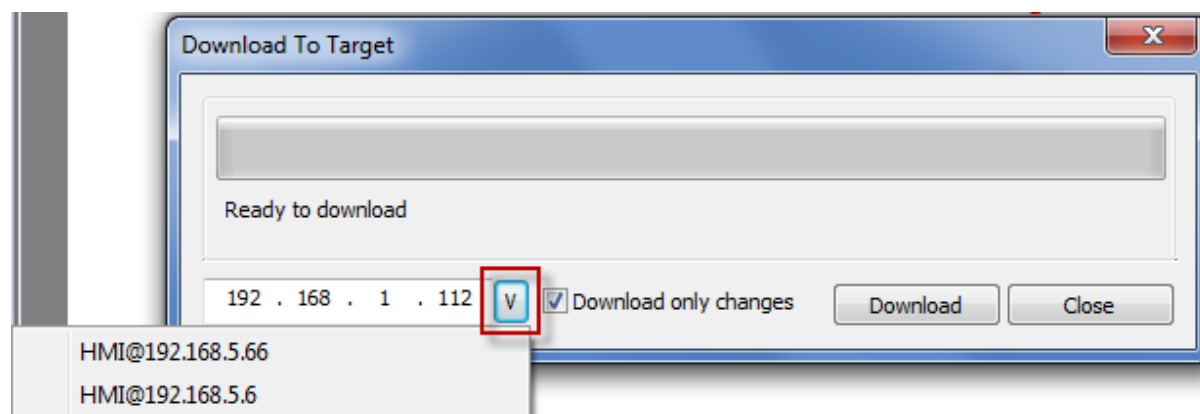 Download To Target
Ready to download
192 . 168 . 1 . 112 V Download only changes Download Close
HMI@192.168.5.66
HMI@192.168.5.6